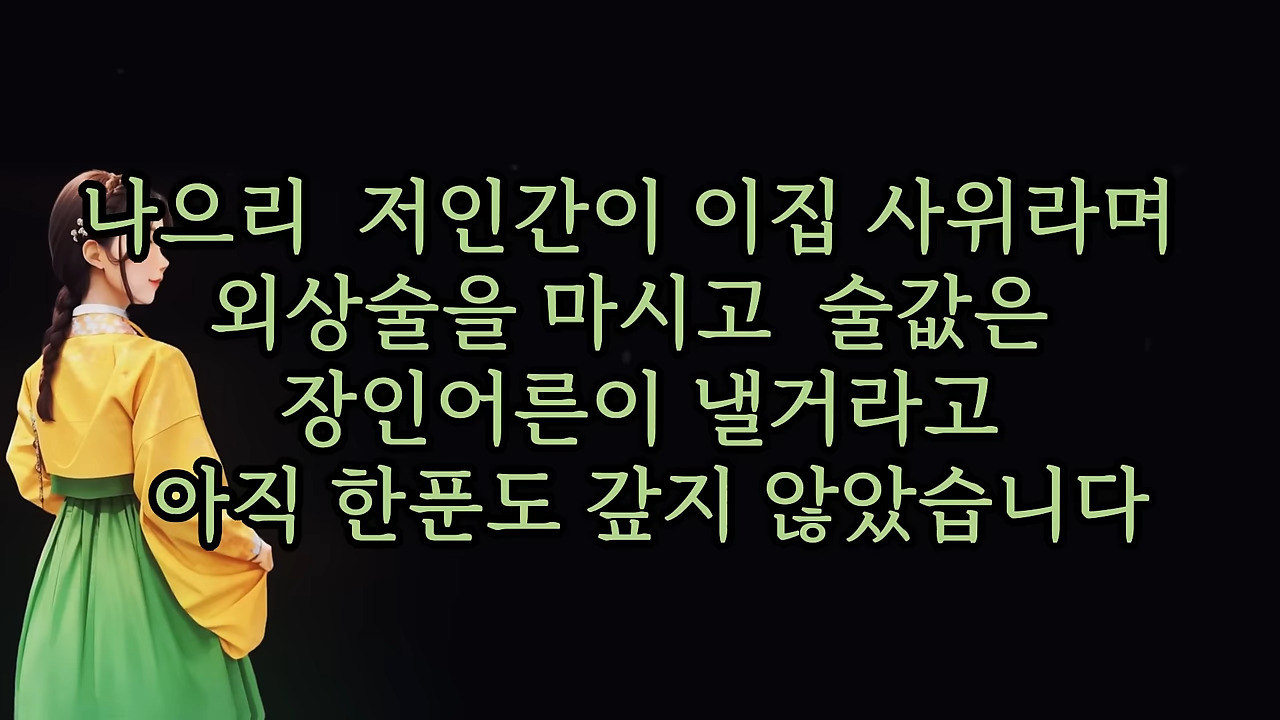 나으리  저인간이 이집 사위라며
외상술을 마시고  술값은
장인어른이 낼거라고
아직 한푼도 갚지 않았습니다